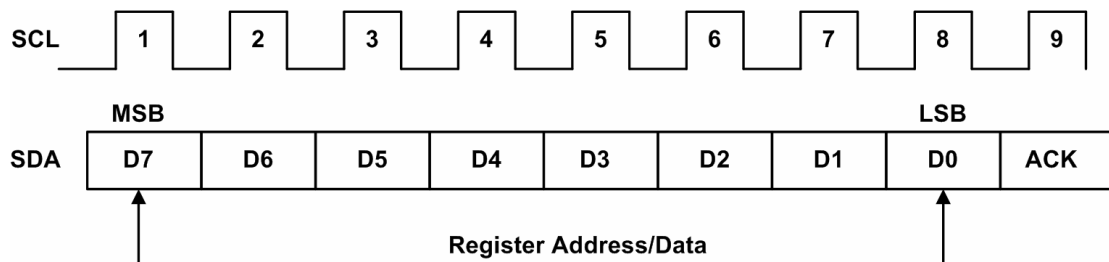 SCL 1 2 3 4 5 6 7 8 9
MSB LSB
SDA D7 D6 D5 D4 D3 D2 D1 D0 ACK
Register Address/Data